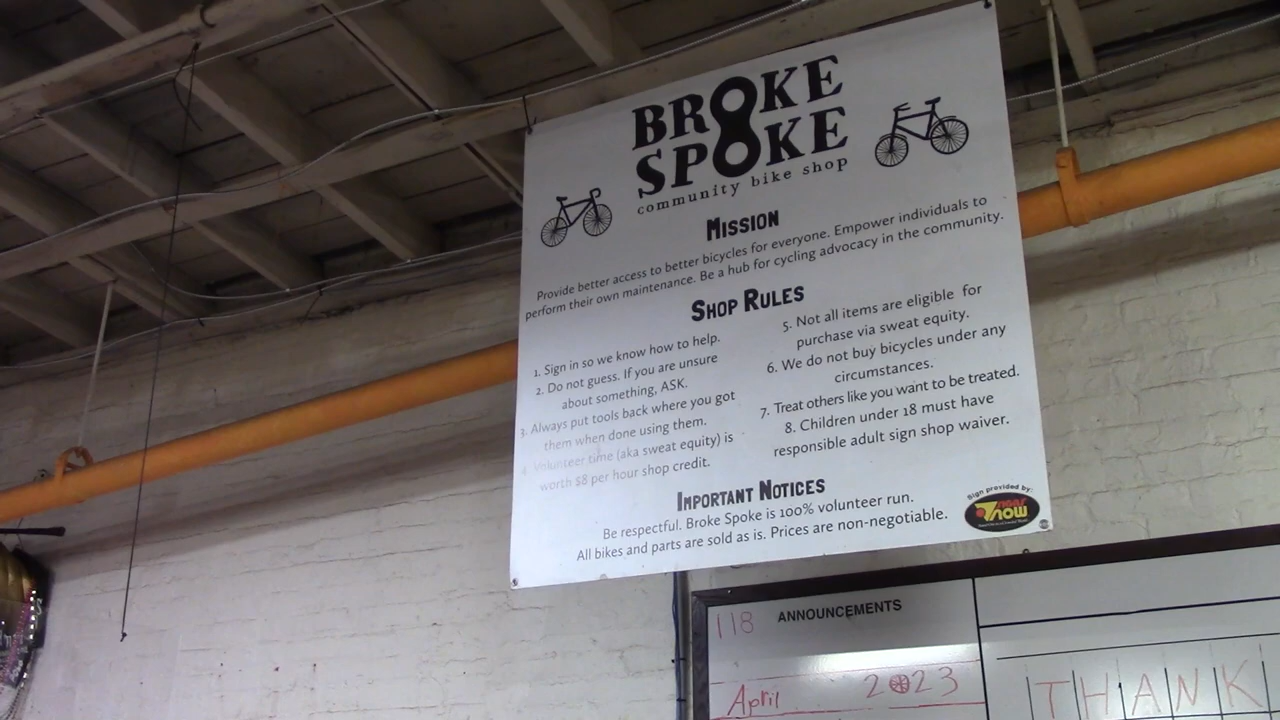 BROKE
SPOKE
community bike shop
MISSION
Provide better access to better bicycles for everyone. Empower individuals to
perform their own maintenance. Be a hub for cycling advocacy in the community.
SHOP RULES
1. Sign in so we know how to help.
2. Do not guess. If you are unsure
about something, ASK.
3. Always put tools back where you got
them when done using them.
4. Volunteer time (aka sweat equity) is
worth $8 per hour shop credit.
5. Not all items are eligible for
purchase via sweat equity.
6. We do not buy bicycles under any
circumstances.
7. Treat others like you want to be treated.
8. Children under 18 must have
responsible adult sign shop waiver.
IMPORTANT NOTICES
Be respectful. Broke Spoke is 100% volunteer run.
All bikes and parts are sold as is. Prices are non-negotiable.
Sign provided by:
now
118 ANNOUNCEMENTS
April 2023
THANK